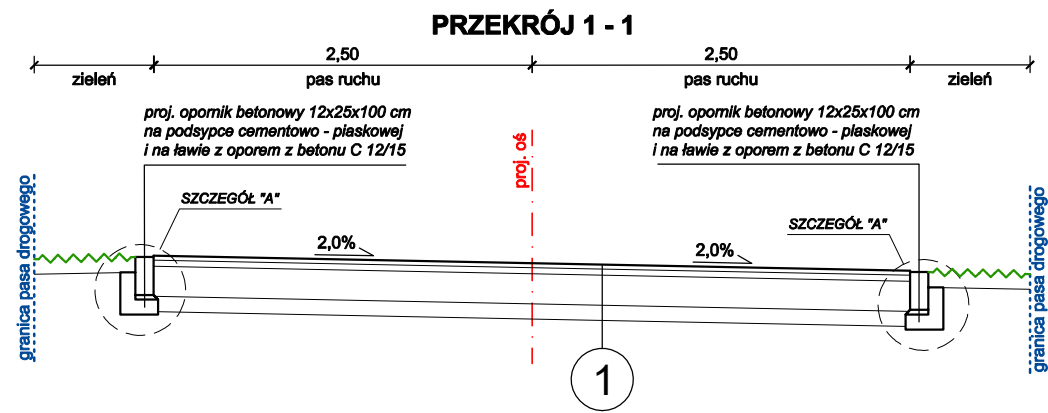 PRZEKRÓJ 1 - 1
2,50
2,50
zieleń
pas ruchu
pas ruchu
zieleń
proj. opornik betonowy 12x25x100 cm
na podsypce cementowo - piaskowej
i na ławie z oporem z betonu C 12/15
proj. opornik betonowy 12x25x100 cm
na podsypce cementowo - piaskowej
i na ławie z oporem z betonu C 12/15
proj. oś
granica pasa drogowego
granica pasa drogowego
SZCZEGÓŁ "A"
SZCZEGÓŁ "A"
2,0%
2,0%
1